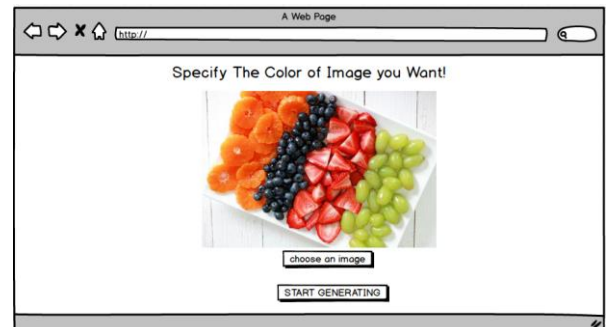 A Web Page
http://
Specify The Color of Image you Want!
choose an image
START GENERATING